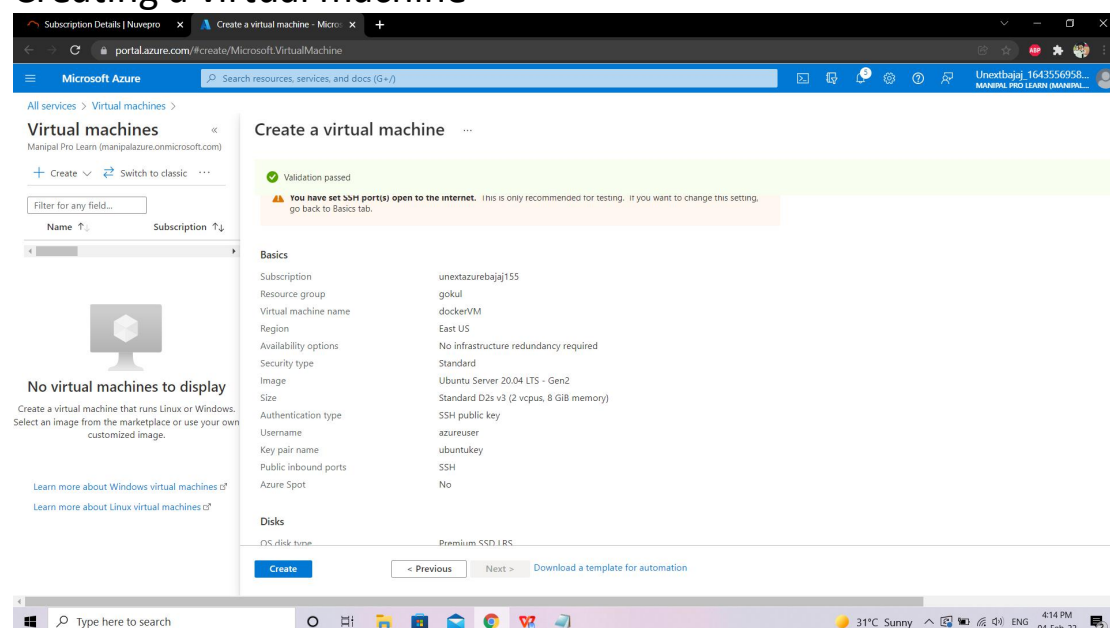 Creating a virtual machine
Subscription Details | Nuvepro
Create a virtual machine - Micros
portal.azure.com/#create/Microsoft.VirtualMachine
ABP
Microsoft Azure
Search resources, services, and docs (G+/)
3
Unextbajaj_1643556958...
MANIPAL PRO LEARN (MANIPAL...
All services > Virtual machines >
Virtual machines
«
Manipal Pro Learn (manipalazure.onmicrosoft.com)
+ Create
Switch to classic
...
Filter for any field...
Name ↑↓
Subscription ↑↓
No virtual machines to display
Create a virtual machine that runs Linux or Windows.
Select an image from the marketplace or use your own
customized image.
Learn more about Windows virtual machines
Learn more about Linux virtual machines
Create a virtual machine ...
Validation passed
You have set SSH port(s) open to the internet. This is only recommended for testing. If you want to change this setting,
go back to Basics tab.
Basics
Subscription unextazurebajaj155
Resource group gokul
Virtual machine name dockerVM
Region East US
Availability options No infrastructure redundancy required
Security type Standard
Image Ubuntu Server 20.04 LTS - Gen2
Size Standard D2s v3 (2 vcpus, 8 GiB memory)
Authentication type SSH public key
Username azureuser
Key pair name ubuntukey
Public inbound ports SSH
Azure Spot No
Disks
OS disk type Premium SSD LRS
Create
< Previous
Next >
Download a template for automation
Type here to search
31°C Sunny
ENG
4:14 PM
04-Feb-22